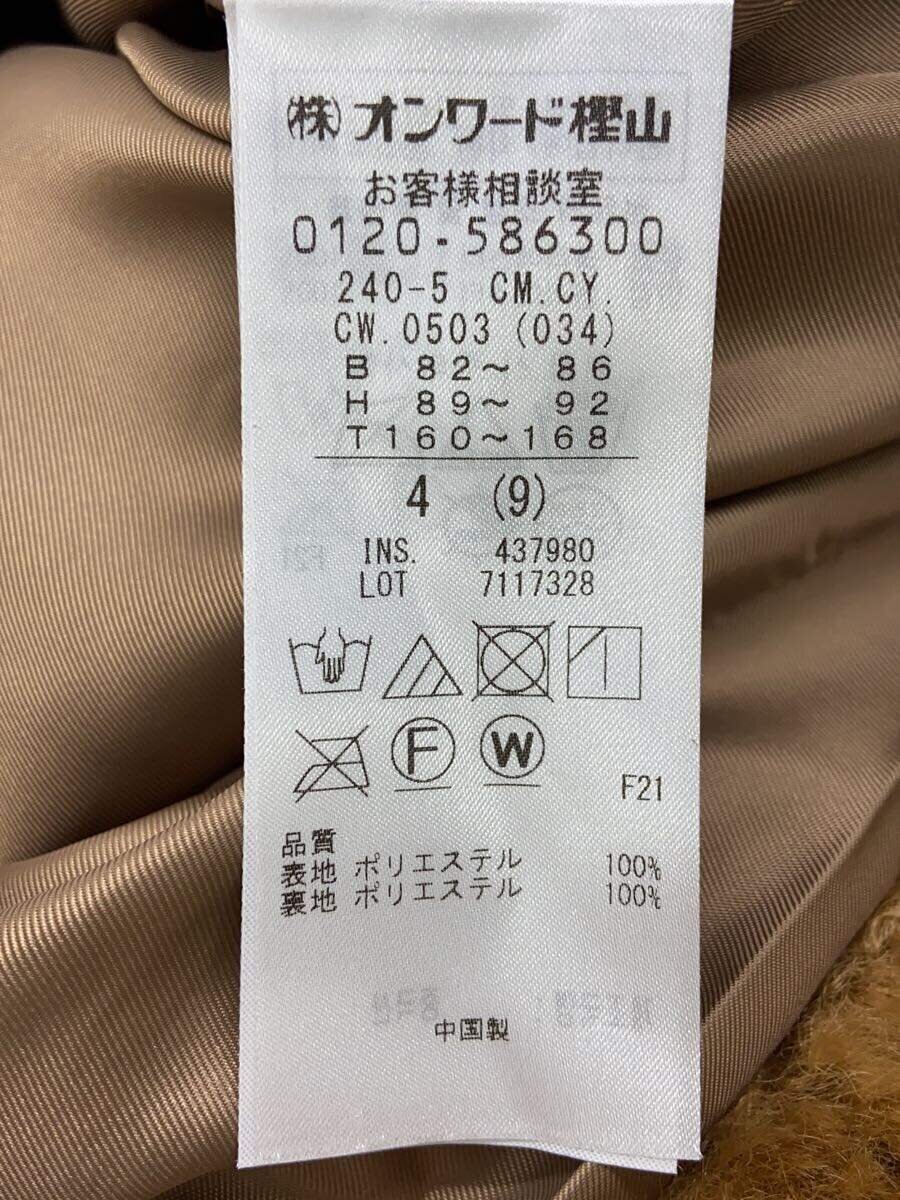 ㈱オンワード樫山
お客様相談室
0120-586300
240-5 CM.CY.
CW.0503 (034)
B 82～ 86
H 89～ 92
T160～168
4 (9)
INS. 437980
LOT 7117328
F W
F21
品質
表地 ポリエステル 100%
裏地 ポリエステル 100%
中国製